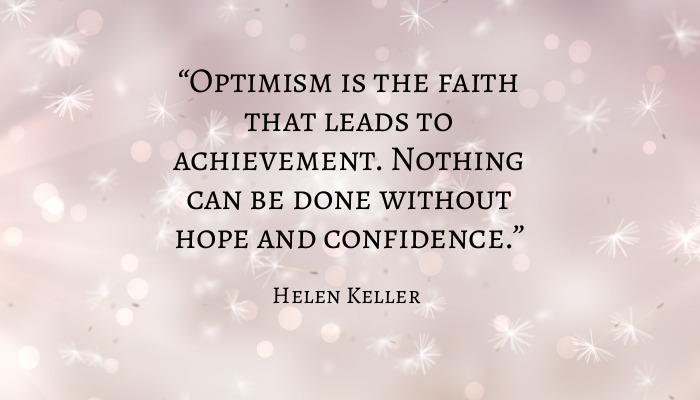 “Optimism is the faith
that leads to
achievement. Nothing
can be done without
hope and confidence.”
Helen Keller